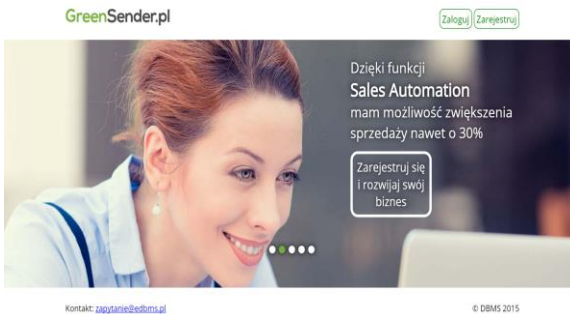 GreenSender.pl
Zaloguj Zarejestruj
Dzięki funkcji
Sales Automation
mam możliwość zwiększenia
sprzedaży nawet o 30%
Zarejestruj się
i rozwijaj swój
biznes
Kontakt: zapytanie@edbms.pl
© DBMS 2015